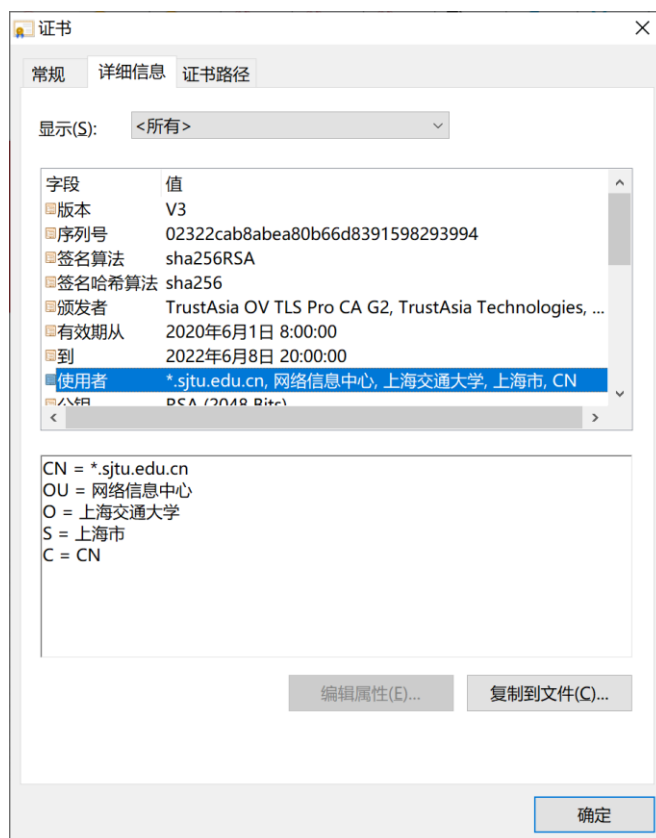 证书
常规 详细信息 证书路径
显示(S): <所有>
字段 值
版本 V3
序列号 02322cab8abea80b66d8391598293994
签名算法 sha256RSA
签名哈希算法 sha256
颁发者 TrustAsia OV TLS Pro CA G2, TrustAsia Technologies, ...
有效期从 2020年6月1日 8:00:00
到 2022年6月8日 20:00:00
使用者 *.sjtu.edu.cn, 网络信息中心, 上海交通大学, 上海市, CN
公钥 RSA (2048 Bits)
CN = *.sjtu.edu.cn
OU = 网络信息中心
O = 上海交通大学
S = 上海市
C = CN
编辑属性(E)... 复制到文件(C)...
确定